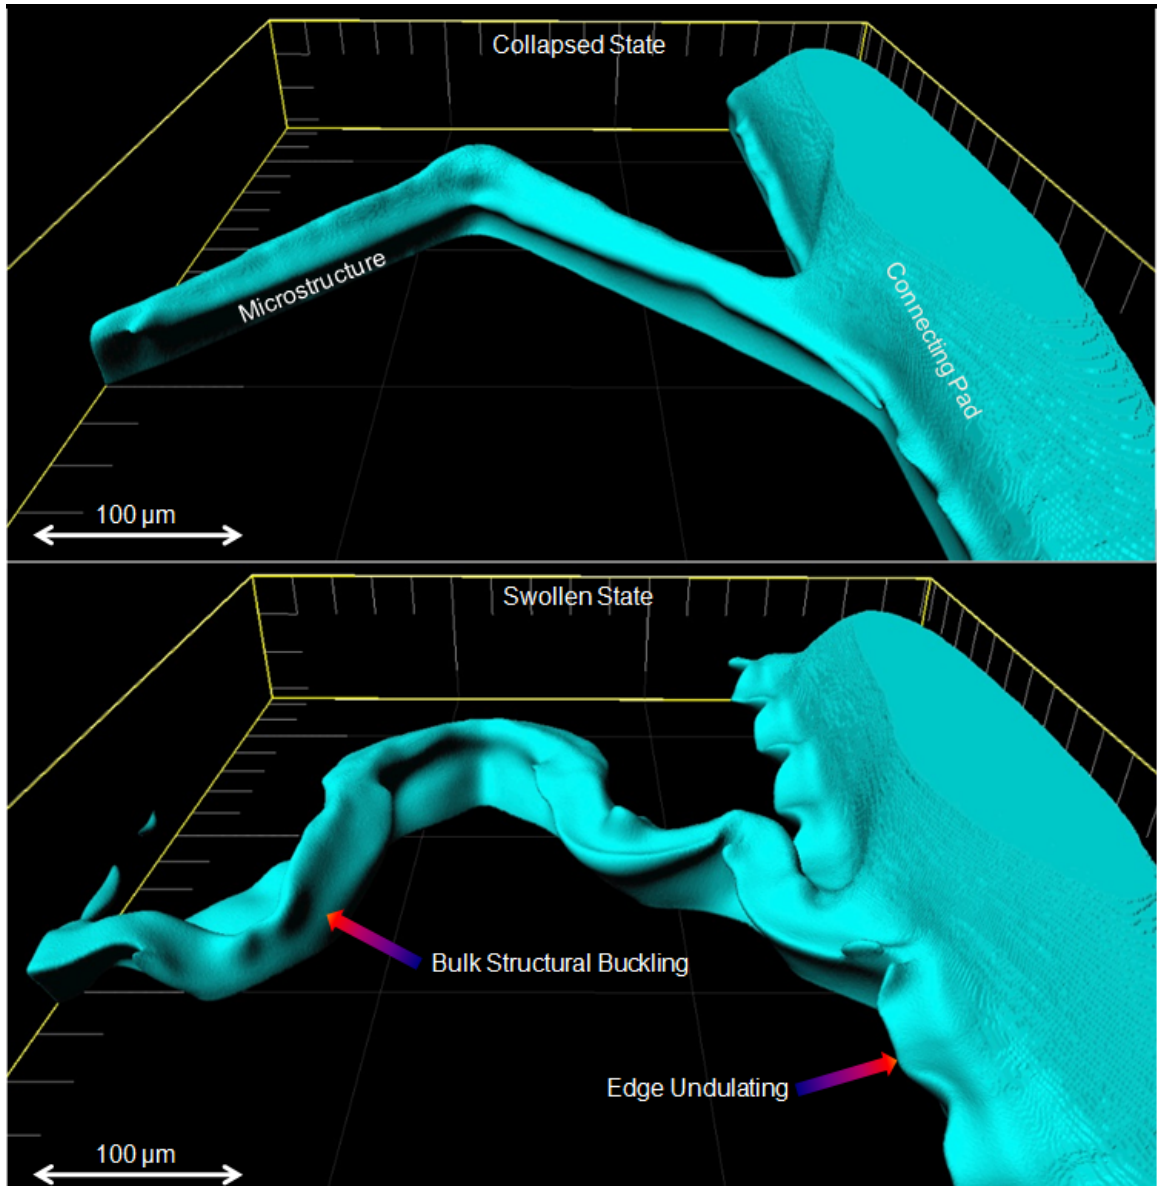 Collapsed State
Microstructure
Connecting Pad
100 µm
Swollen State
Bulk Structural Buckling
Edge Undulating
100 µm